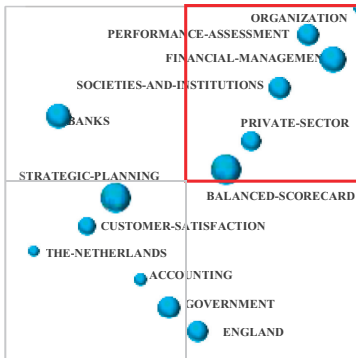 ORGANIZATION
PERFORMANCE-ASSESSMENT
FINANCIAL-MANAGEMEN
SOCIETIES-AND-INSTITUTIONS
BANKS
PRIVATE-SECTOR
STRATEGIC-PLANNING
BALANCED-SCORECARD
CUSTOMER-SATISFACTION
THE-NETHERLANDS
ACCOUNTING
GOVERNMENT
ENGLAND